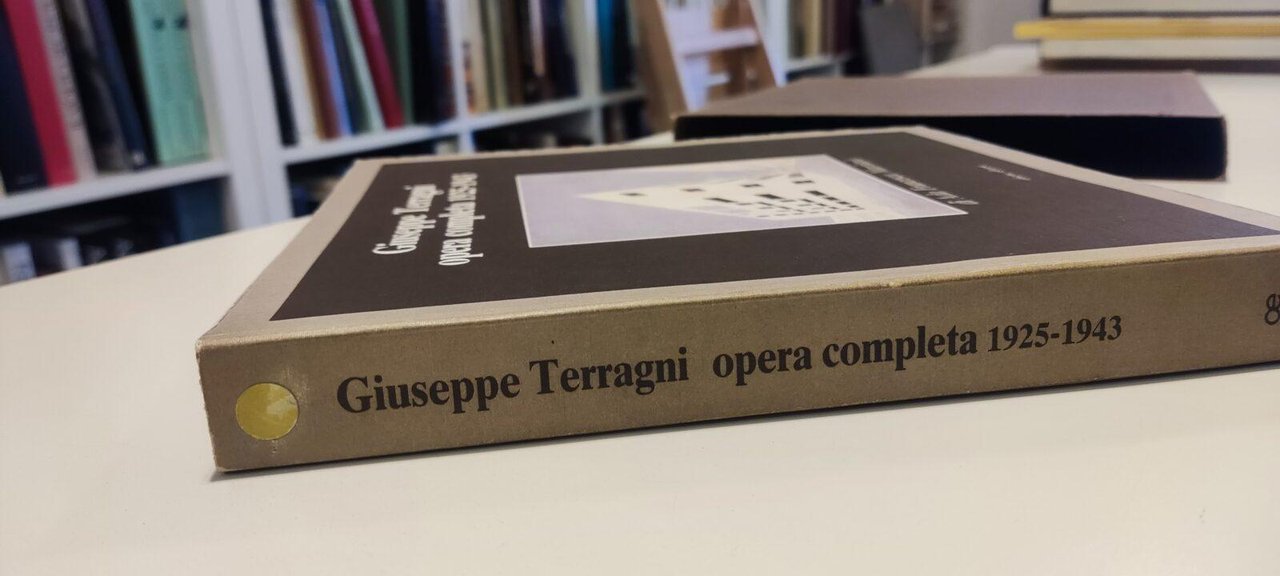 Giuseppe Terragni
opera completa 1925-1943
Giuseppe Terragni opera completa 1925-1943